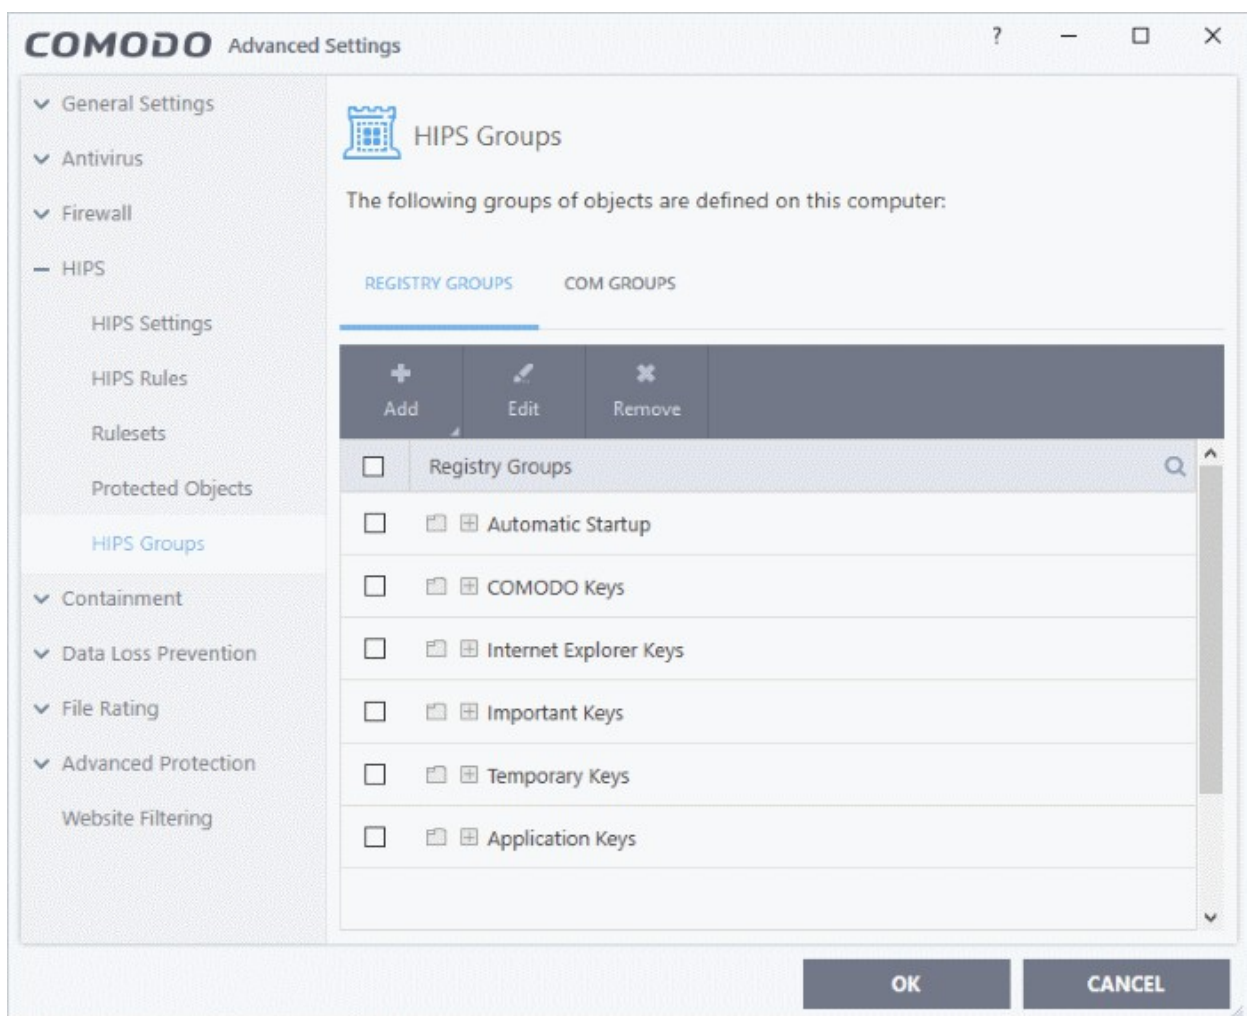 COMODO Advanced Settings ?
General Settings
Antivirus
Firewall
HIPS
HIPS Settings
HIPS Rules
Rulesets
Protected Objects
HIPS Groups
Containment
Data Loss Prevention
File Rating
Advanced Protection
Website Filtering
HIPS Groups
The following groups of objects are defined on this computer:
REGISTRY GROUPS COM GROUPS
Add Edit Remove
Registry Groups
Automatic Startup
COMODO Keys
Internet Explorer Keys
Important Keys
Temporary Keys
Application Keys
OK CANCEL